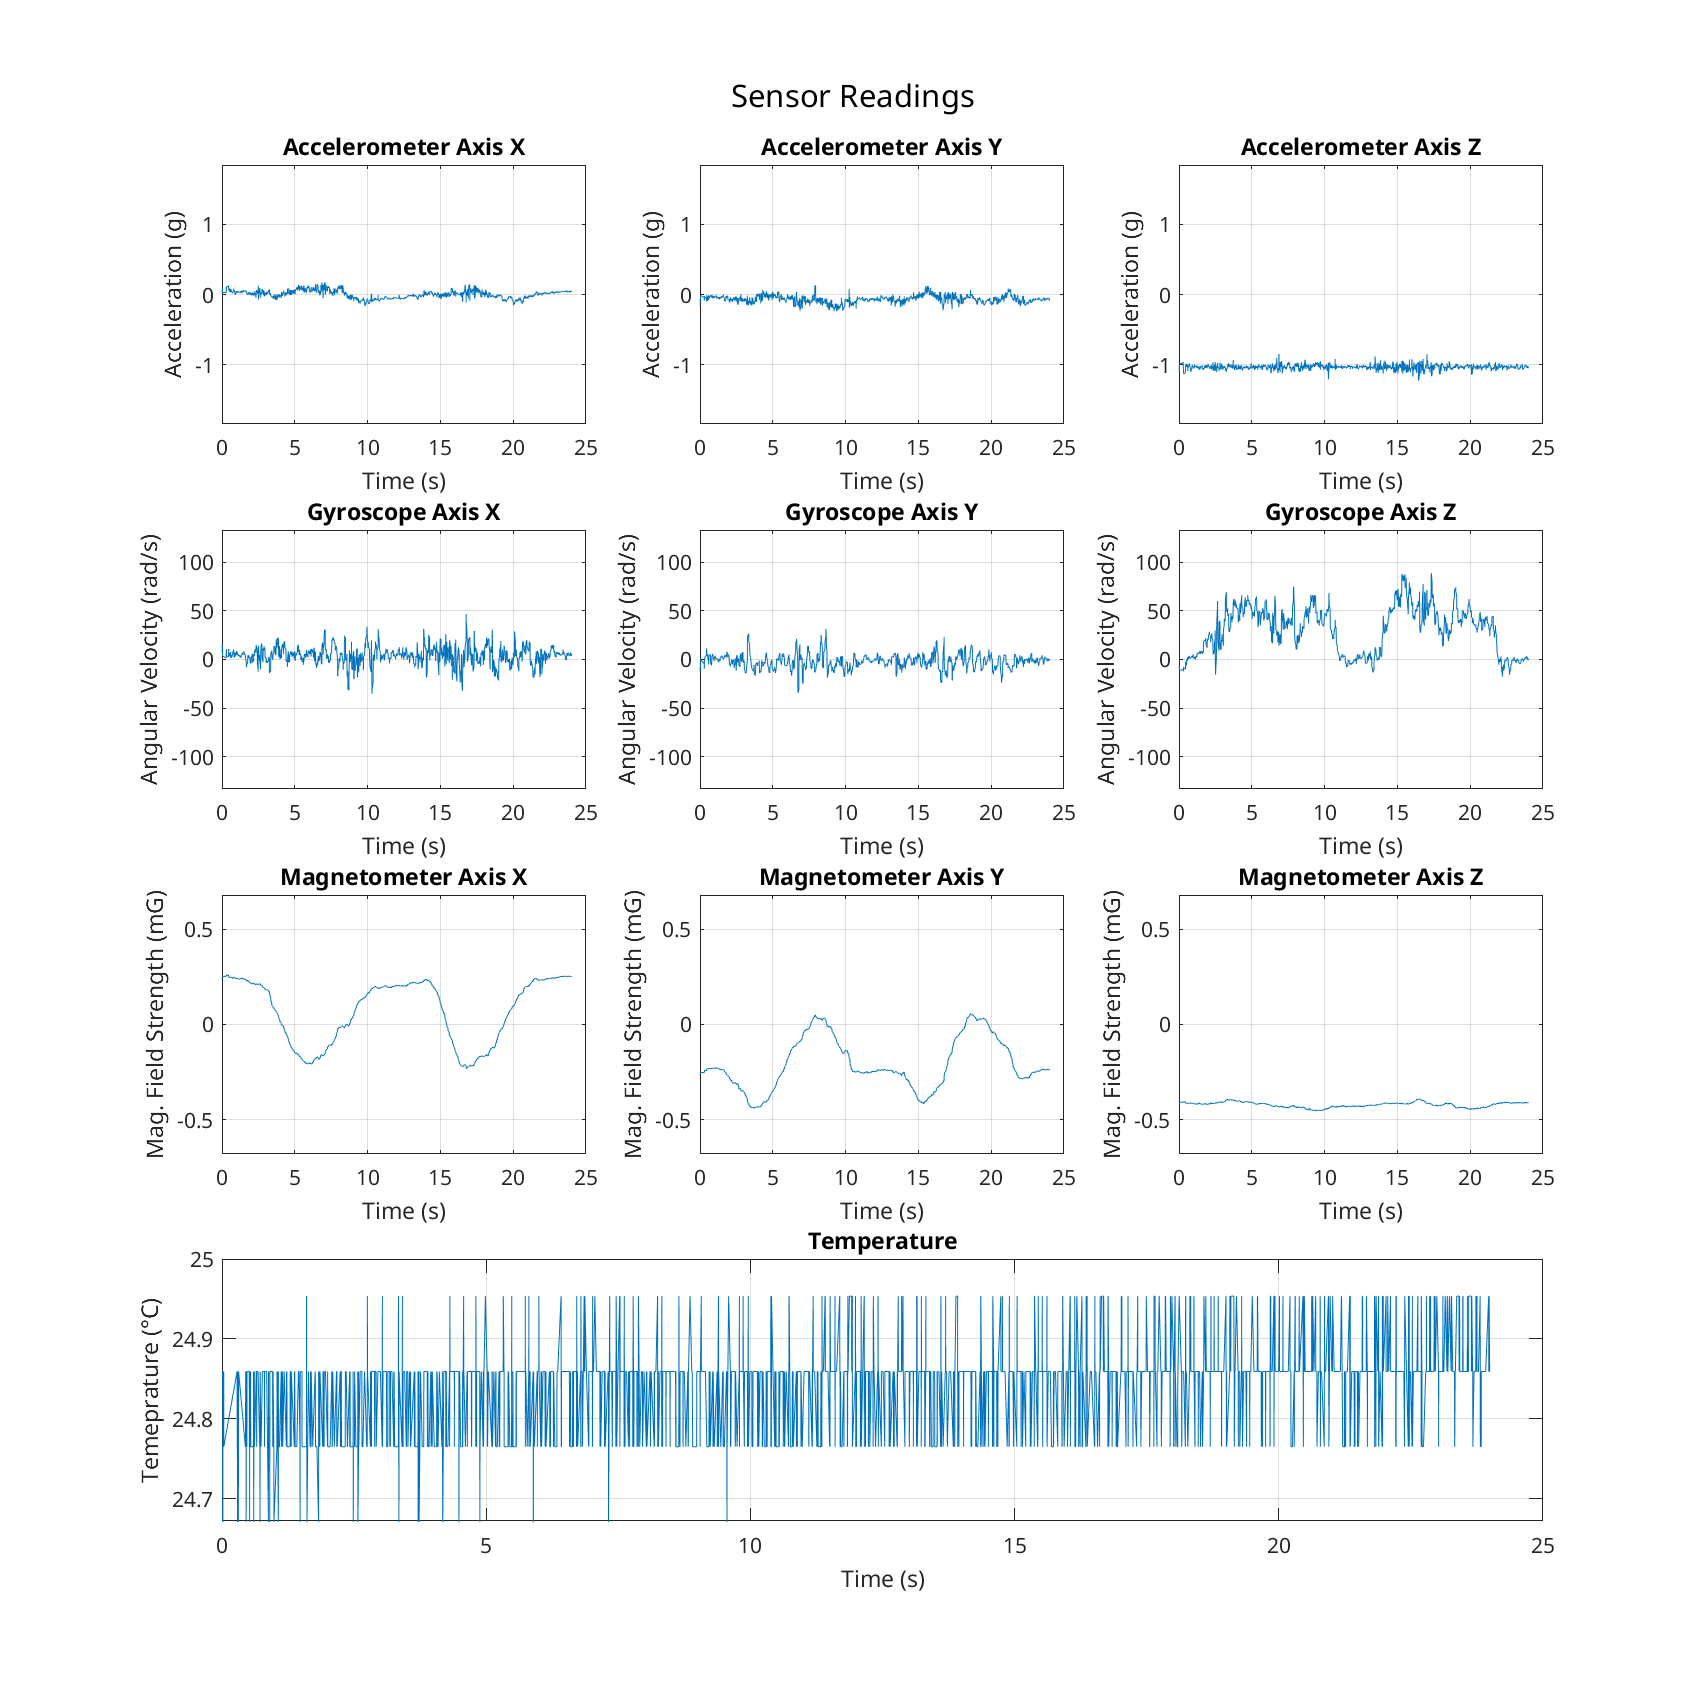 Sensor Readings
Accelerometer Axis X
Acceleration (g)
1
0
-1
0 5 10 15 20 25
Time (s)
Accelerometer Axis Y
Acceleration (g)
1
0
-1
0 5 10 15 20 25
Time (s)
Accelerometer Axis Z
Acceleration (g)
1
0
-1
0 5 10 15 20 25
Time (s)
Gyroscope Axis X
Angular Velocity (rad/s)
100
50
0
-50
-100
0 5 10 15 20 25
Time (s)
Gyroscope Axis Y
Angular Velocity (rad/s)
100
50
0
-50
-100
0 5 10 15 20 25
Time (s)
Gyroscope Axis Z
Angular Velocity (rad/s)
100
50
0
-50
-100
0 5 10 15 20 25
Time (s)
Magnetometer Axis X
Mag. Field Strength (mG)
0.5
0
-0.5
0 5 10 15 20 25
Time (s)
Magnetometer Axis Y
Mag. Field Strength (mG)
0.5
0
-0.5
0 5 10 15 20 25
Time (s)
Magnetometer Axis Z
Mag. Field Strength (mG)
0.5
0
-0.5
0 5 10 15 20 25
Time (s)
Temperature
Temeprature (°C)
25
24.9
24.8
24.7
0 5 10 15 20 25
Time (s)